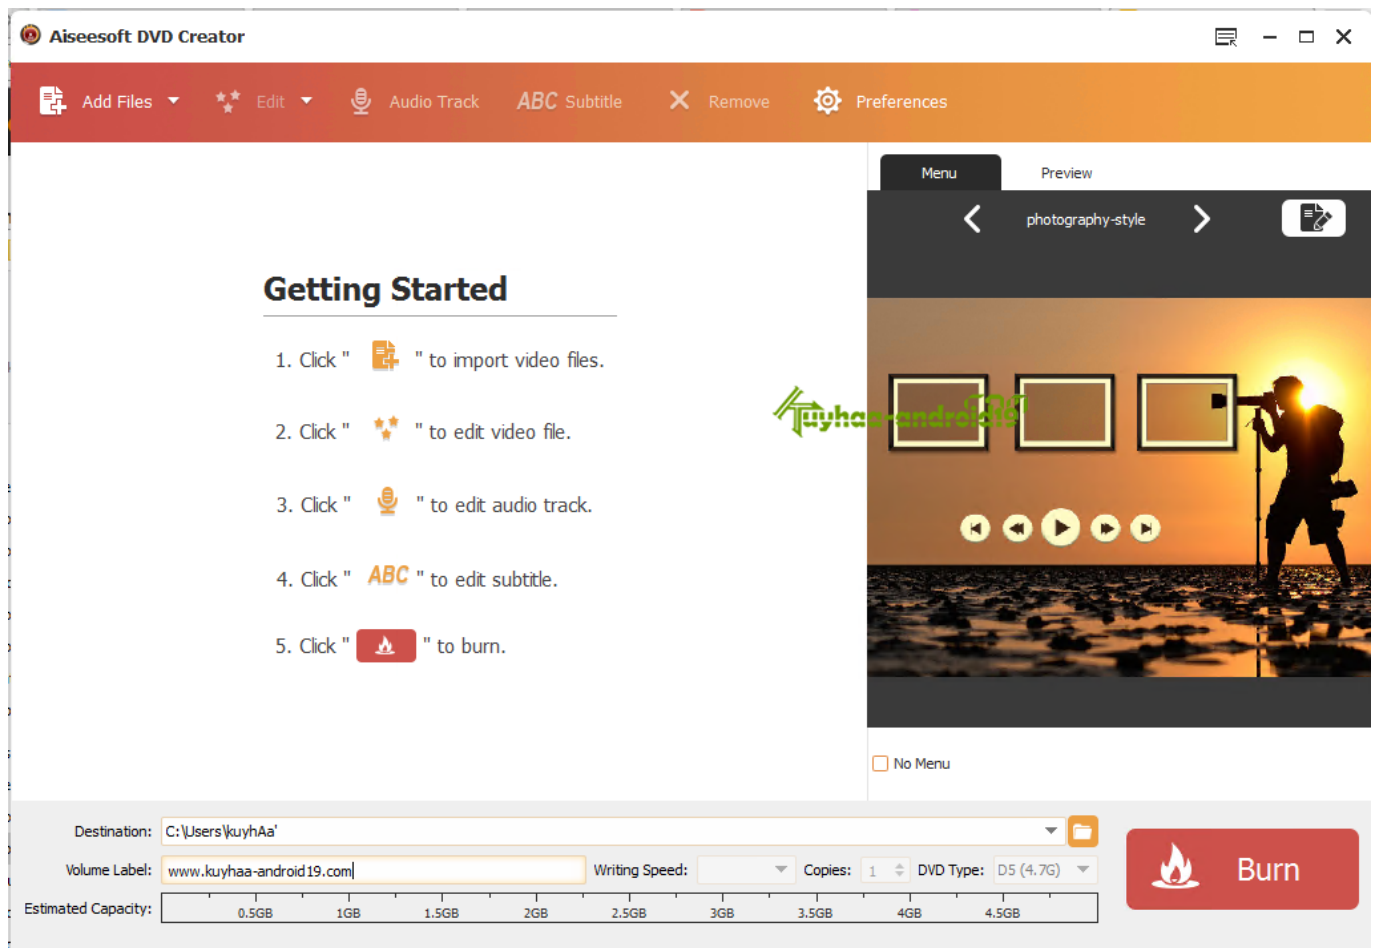 Aiseesoft DVD Creator
Add Files Edit Audio Track ABC Subtitle Remove Preferences
Menu Preview
photography-style
Getting Started
1. Click " " to import video files.
2. Click " " to edit video file.
3. Click " " to edit audio track.
4. Click " ABC " to edit subtitle.
5. Click " " to burn.
kuyhaa-android19
No Menu
Destination: C:\Users\kuyhAa'
Volume Label: www.kuyhaa-android19.com Writing Speed: Copies: 1 DVD Type: D5 (4.7G)
Burn
Estimated Capacity: 0.5GB 1GB 1.5GB 2GB 2.5GB 3GB 3.5GB 4GB 4.5GB